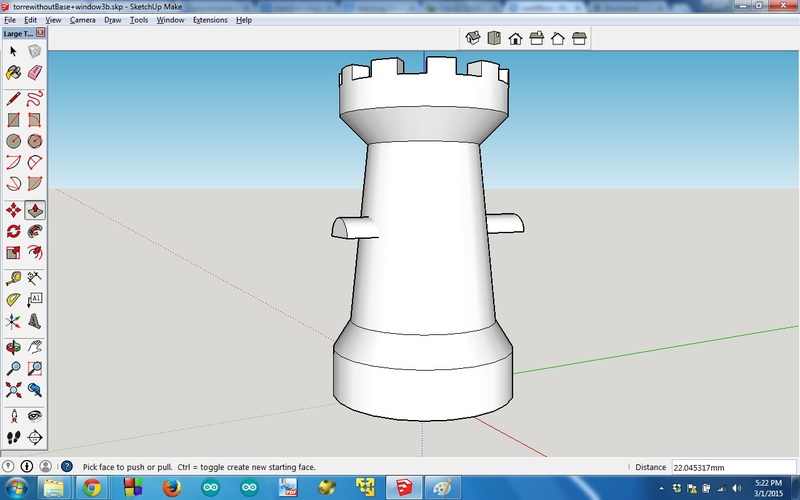 torrewithoutBase+window3b.skp - SketchUp Make
File Edit View Camera Draw Tools Window Extensions Help
Large T...
A1
Pick face to push or pull. Ctrl = toggle create new starting face.
Distance 22.045317mm
5:22 PM
3/1/2015